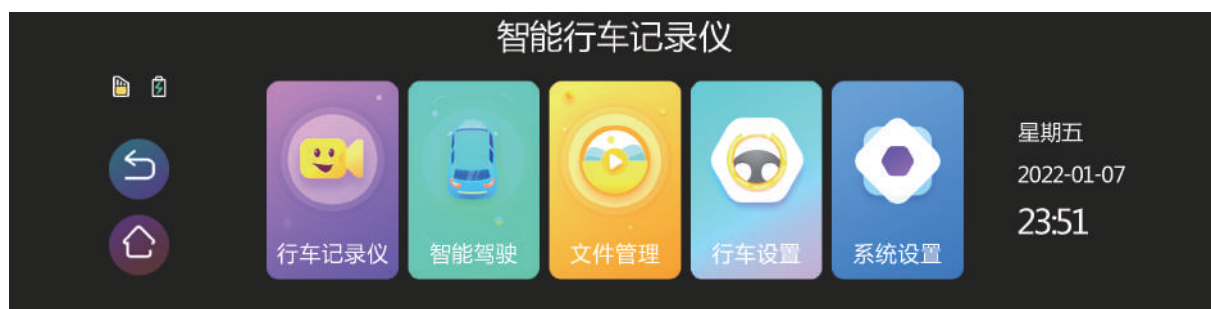 智能行车记录仪
行车记录仪
智能驾驶
文件管理
行车设置
系统设置
星期五
2022-01-07
23:51